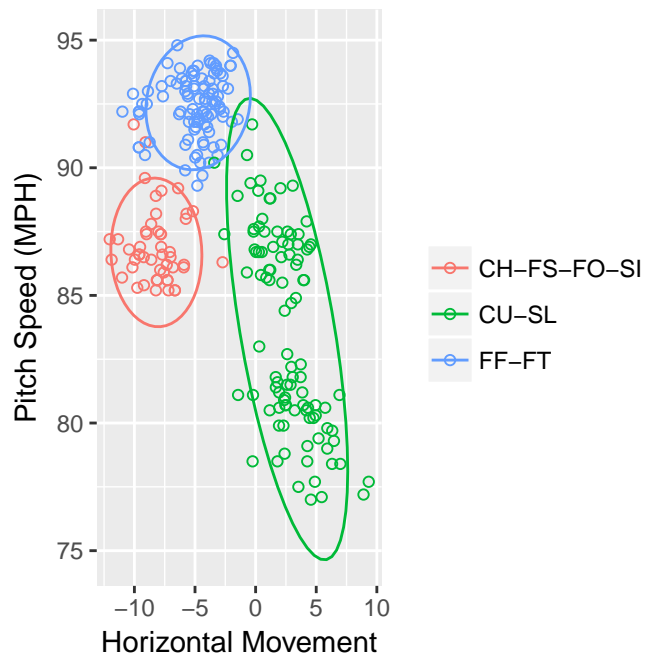 95
90
85
80
75
Pitch Speed (MPH)
−10 −5 0 5 10
Horizontal Movement
CH−FS−FO−SI
CU−SL
FF−FT